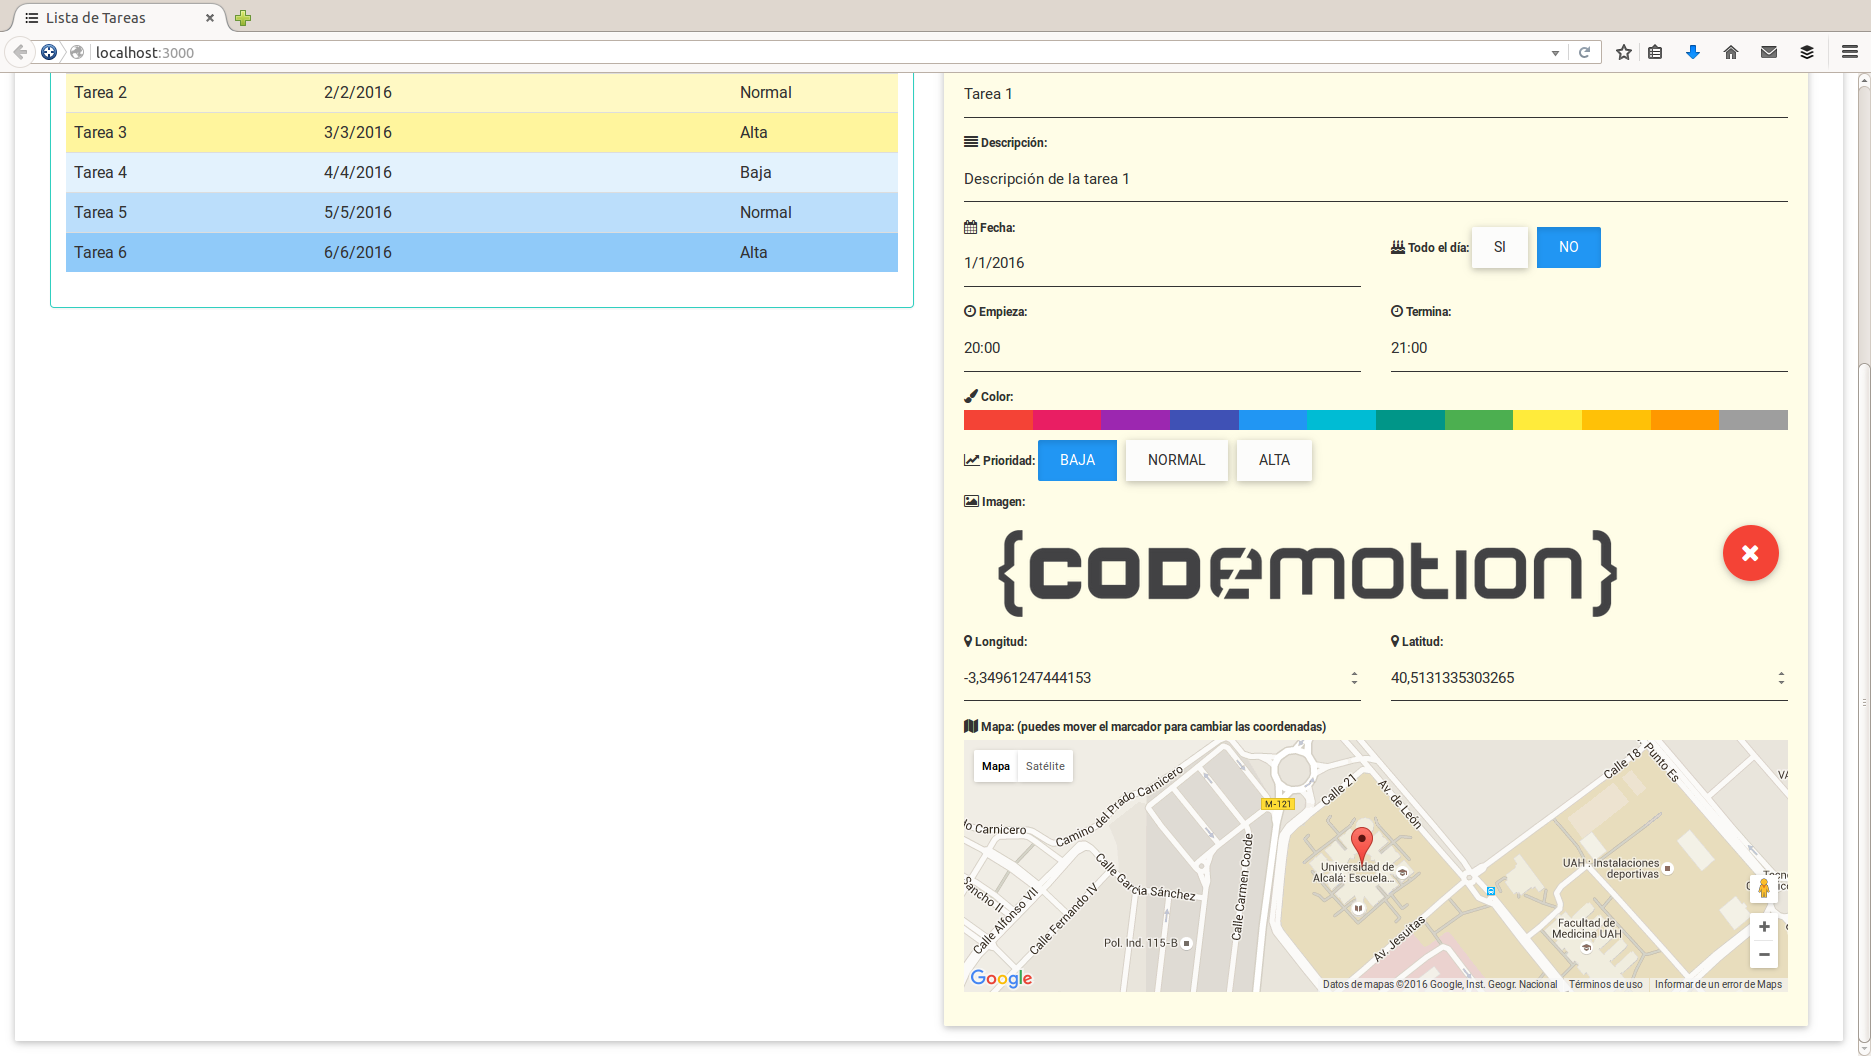 Lista de Tareas
localhost:3000
Tarea 2 2/2/2016 Normal
Tarea 3 3/3/2016 Alta
Tarea 4 4/4/2016 Baja
Tarea 5 5/5/2016 Normal
Tarea 6 6/6/2016 Alta
Tarea 1
Descripción:
Descripción de la tarea 1
Fecha:
1/1/2016
Todo el día: SI NO
Empieza: Termina:
20:00 21:00
Color:
Prioridad: BAJA NORMAL ALTA
Imagen:
{CODEMOTION}
Longitud: Latitud:
-3,34961247444153 40,5131335303265
Mapa: (puedes mover el marcador para cambiar las coordenadas)
Mapa Satélite
Camino del Prado Carnicero
lo Carnicero
Sancho II
Calle Alfonso VII
Calle Fernando IV
Calle García Sánchez
Pol. Ind. 115-B
Calle Carmen Conde
M-121
Calle 21
Av. de León
Universidad de
Alcalá: Escuela...
Av. Jesuitas
Calle 18
Punto Es
VA
UAH : Instalaciones
deportivas
Facultad de
Medicina UAH
Tecno
Google
Datos de mapas ©2016 Google, Inst. Geogr. Nacional Términos de uso Informar de un error de Maps